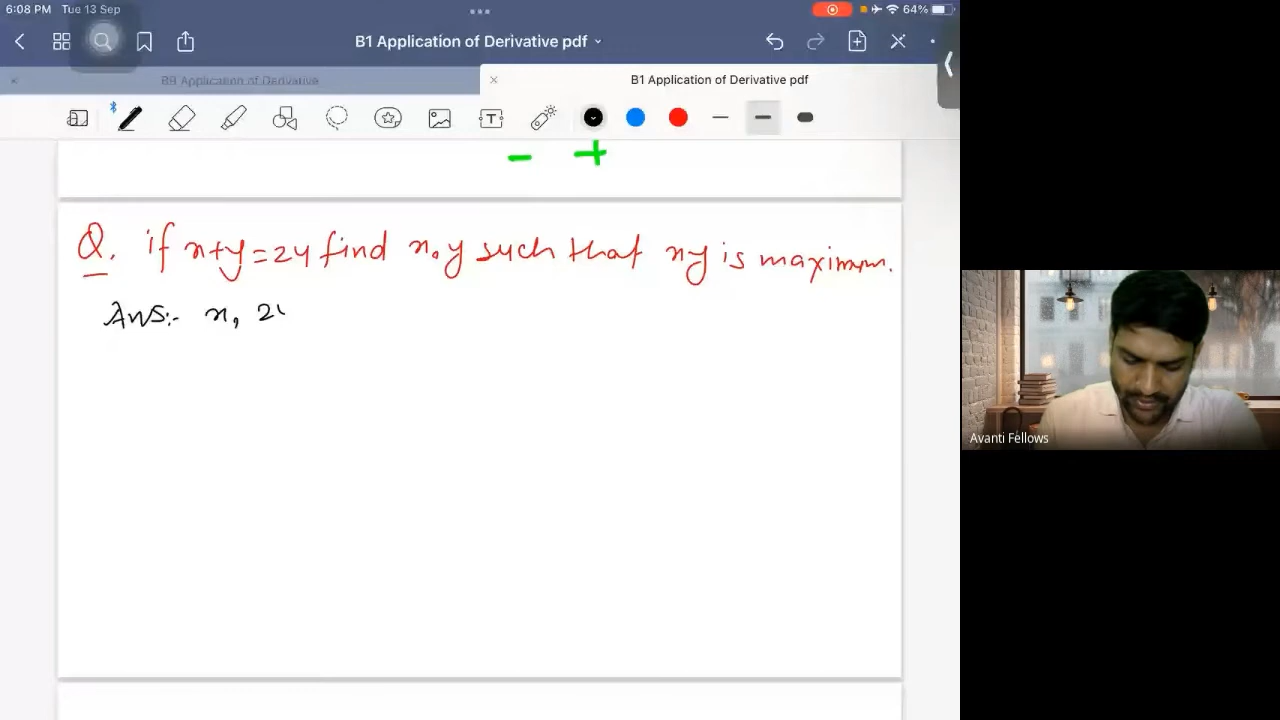 6:08 PM Tue 13 Sep
64%
B1 Application of Derivative pdf
B9 Application of Derivative
B1 Application of Derivative pdf
T
- +
Q. if x+y=24 find x,y such that xy is maximum.
Ans:- x, 2
Avanti Fellows